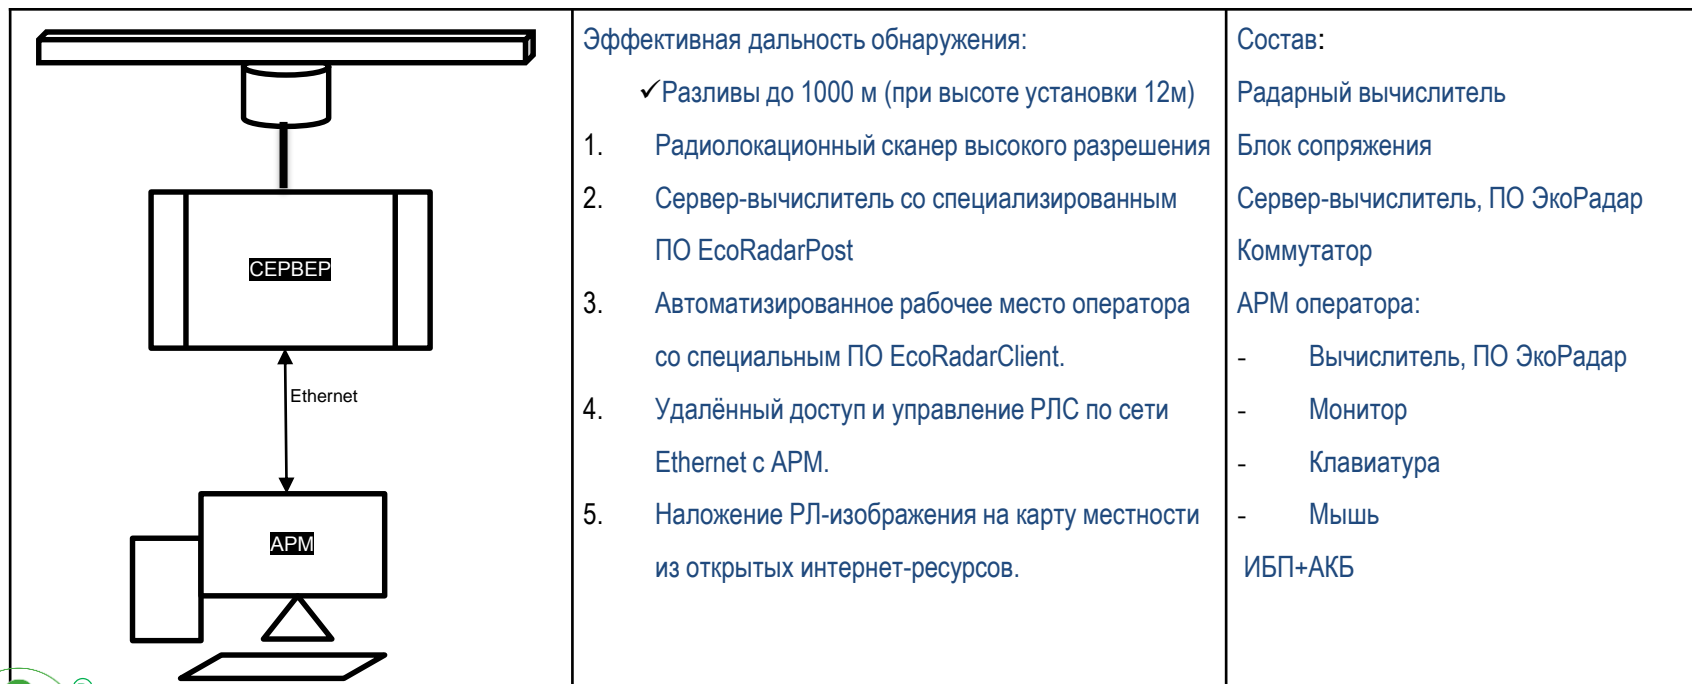 СЕРВЕР
Ethernet
АРМ
Эффективная дальность обнаружения:
✓Разливы до 1000 м (при высоте установки 12м)
1. Радиолокационный сканер высокого разрешения
2. Сервер-вычислитель со специализированным
ПО EcoRadarPost
3. Автоматизированное рабочее место оператора
со специальным ПО EcoRadarClient.
4. Удалённый доступ и управление РЛС по сети
Ethernet с АРМ.
5. Наложение РЛ-изображения на карту местности
из открытых интернет-ресурсов.
Состав:
Радарный вычислитель
Блок сопряжения
Сервер-вычислитель, ПО ЭкоРадар
Коммутатор
АРМ оператора:
- Вычислитель, ПО ЭкоРадар
- Монитор
- Клавиатура
- Мышь
ИБП+АКБ